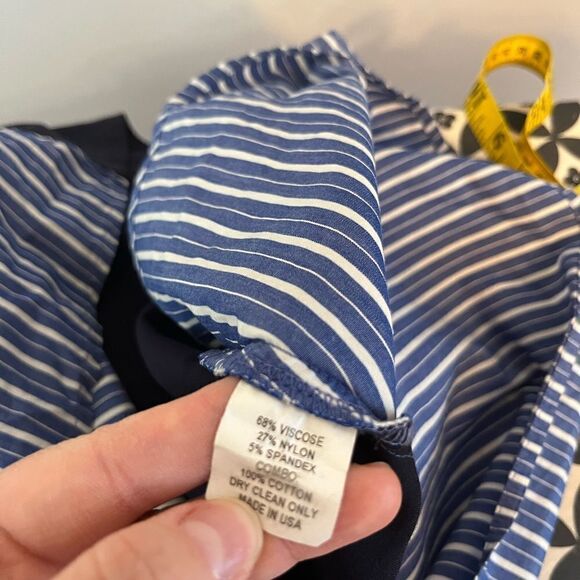 68% VISCOSE
27% NYLON
5% SPANDEX
COMBO
100% COTTON
DRY CLEAN ONLY
MADE IN USA